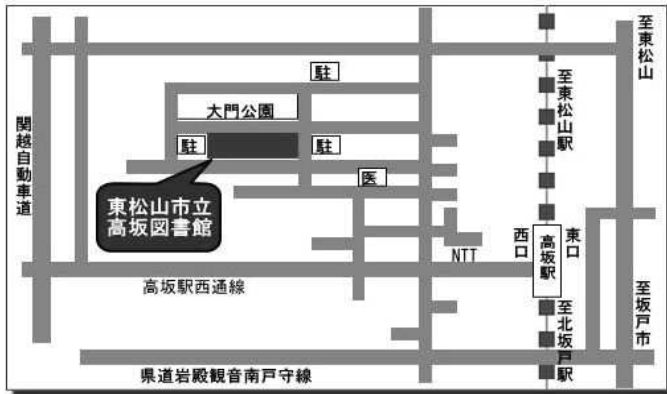 至東松山
駐
至東松山駅
大門公園
関越自動車道
駐
駐
医
東松山市立
高坂図書館
西口
高坂駅
東口
NTT
高坂駅西通線
至北坂戸駅
至坂戸市
県道岩殿観音南戸守線